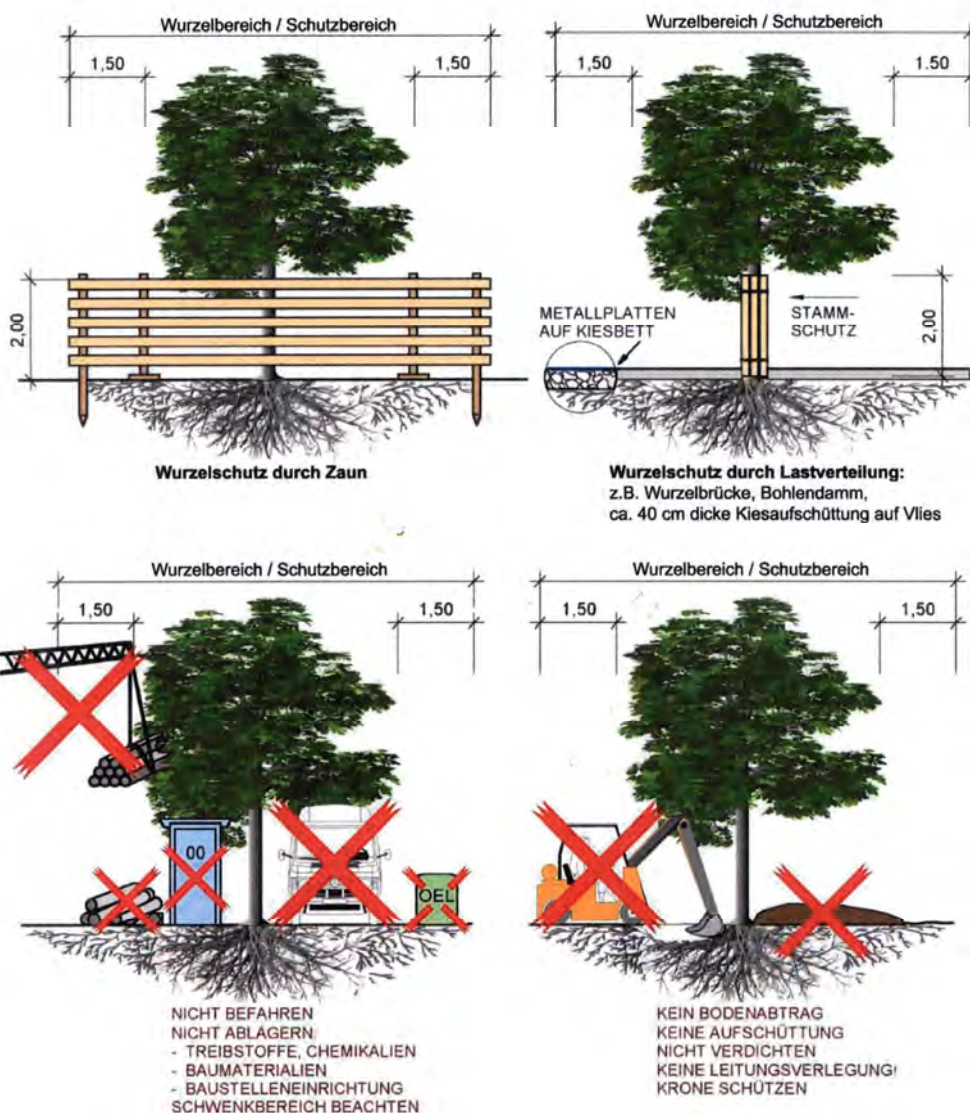 Wurzelbereich / Schutzbereich
1,50
1.50
2,00
Wurzelschutz durch Zaun
Wurzelbereich / Schutzbereich
1,50
1.50
METALLPLATTEN
AUF KIESBETT
STAMM-
SCHUTZ
2,00
Wurzelschutz durch Lastverteilung:
z.B. Wurzelbrücke, Bohlendamm,
ca. 40 cm dicke Kiesaufschüttung auf Vlies
Wurzelbereich / Schutzbereich
1,50
1,50
00
OEL
NICHT BEFAHREN
NICHT ABLAGERN
- TREIBSTOFFE, CHEMIKALIEN
- BAUMATERIALIEN
- BAUSTELLENEINRICHTUNG
SCHWENKBEREICH BEACHTEN
Wurzelbereich / Schutzbereich
1,50
1,50
KEIN BODENABTRAG
KEINE AUFSCHÜTTUNG
NICHT VERDICHTEN
KEINE LEITUNGSVERLEGUNG!
KRONE SCHÜTZEN